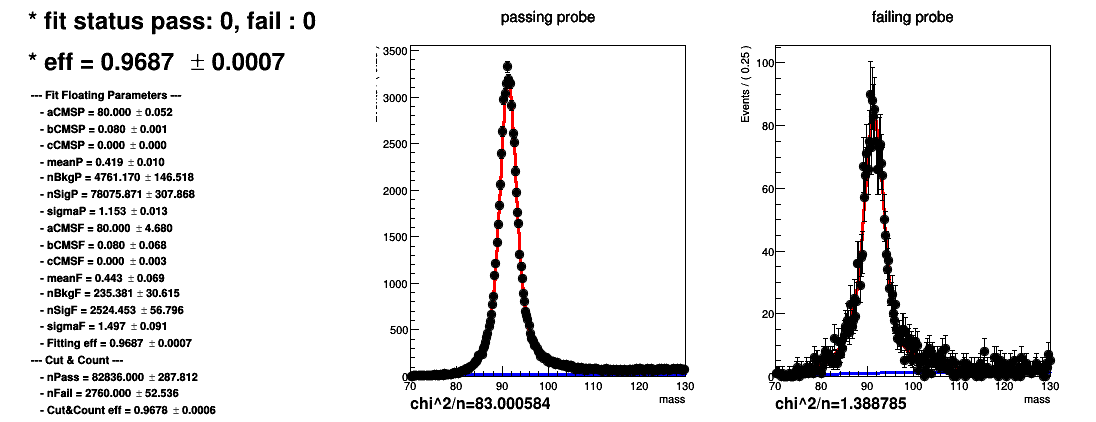 * fit status pass: 0, fail : 0
* eff = 0.9687 ± 0.0007
--- Fit Floating Parameters ---
- aCMSP = 80.000 ± 0.052
- bCMSP = 0.080 ± 0.001
- cCMSP = 0.000 ± 0.000
- meanP = 0.419 ± 0.010
- nBkgP = 4761.170 ± 146.518
- nSigP = 78075.871 ± 307.868
- sigmaP = 1.153 ± 0.013
- aCMSF = 80.000 ± 4.680
- bCMSF = 0.080 ± 0.068
- cCMSF = 0.000 ± 0.003
- meanF = 0.443 ± 0.069
- nBkgF = 235.381 ± 30.615
- nSigF = 2524.453 ± 56.796
- sigmaF = 1.497 ± 0.091
- Fitting eff = 0.9687 ± 0.0007
--- Cut & Count ---
- nPass = 82836.000 ± 287.812
- nFail = 2760.000 ± 52.536
- Cut&Count eff = 0.9678 ± 0.0006
passing probe
3500
3000
2500
2000
1500
1000
500
0
70 80 90 100 110 120 130
mass
chi^2/n=83.000584
failing probe
Events / ( 0.25 )
100
80
60
40
20
0
70 80 90 100 110 120 130
mass
chi^2/n=1.388785